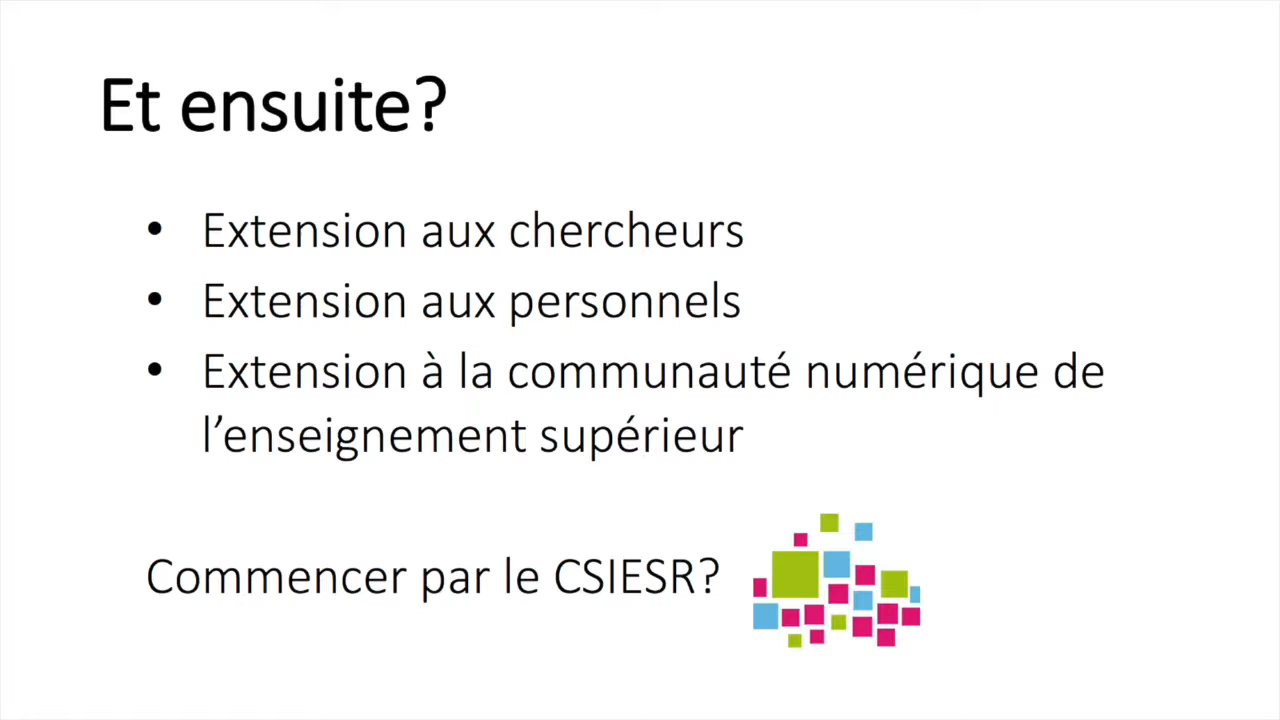 Et ensuite?
• Extension aux chercheurs
• Extension aux personnels
• Extension à la communauté numérique de
l’enseignement supérieur
Commencer par le CSIESR?